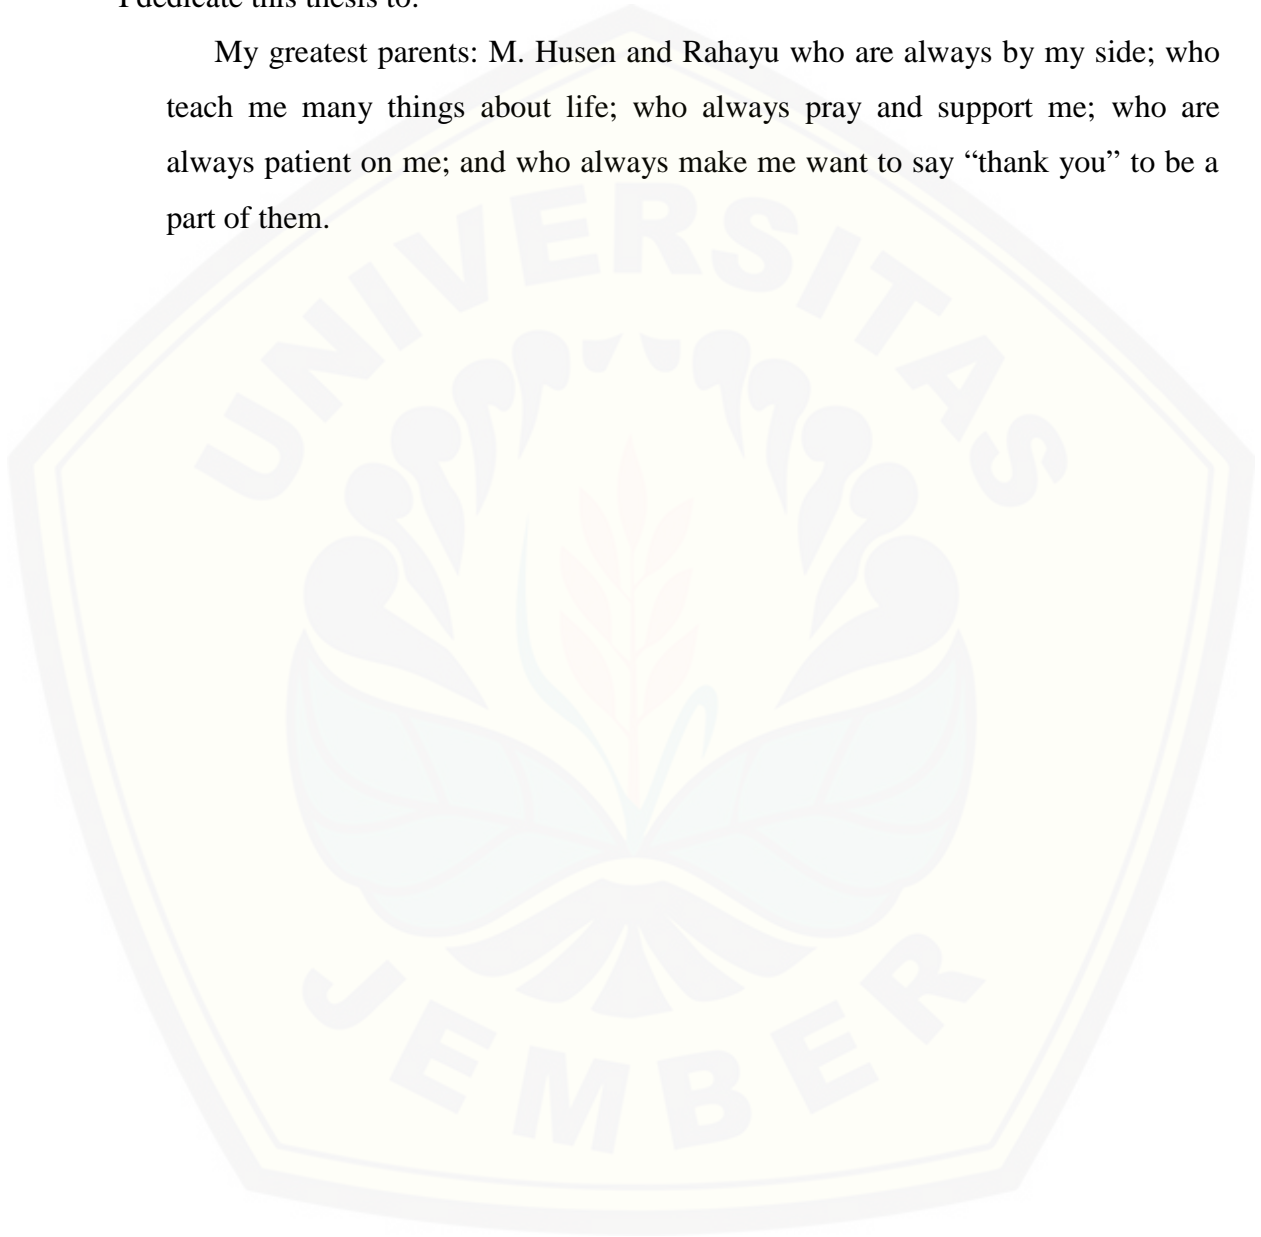 I dedicate this thesis to:
My greatest parents: M. Husen and Rahayu who are always by my side; who
teach me many things about life; who always pray and support me; who are
always patient on me; and who always make me want to say “thank you” to be a
part of them.
UNIVERSITAS
JEMBER